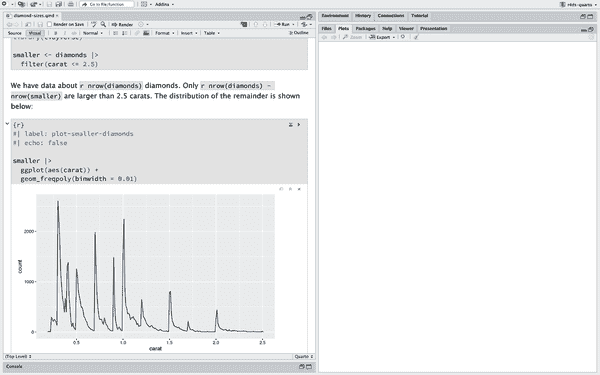 Go to file/function
Addins
r4ds-quarto
diamond-sizes.qmd
Environment History Connections Tutorial
Render on Save
Render
Run
Files Plots Packages Help Viewer Presentation
Source Visual
Format Insert Table
Outline
Zoom Export
smaller <- diamonds |>
filter(carat <= 2.5)
We have data about r nrow(diamonds) diamonds. Only r nrow(diamonds) -
nrow(smaller) are larger than 2.5 carats. The distribution of the remainder is shown
below:
{r}
#| label: plot-smaller-diamonds
#| echo: false
smaller |>
ggplot(aes(carat)) +
geom_freqpoly(binwidth = 0.01)
2000
1000
0
count
0.5 1.0 1.5 2.0 2.5
carat
(Top Level)
Quarto
Console